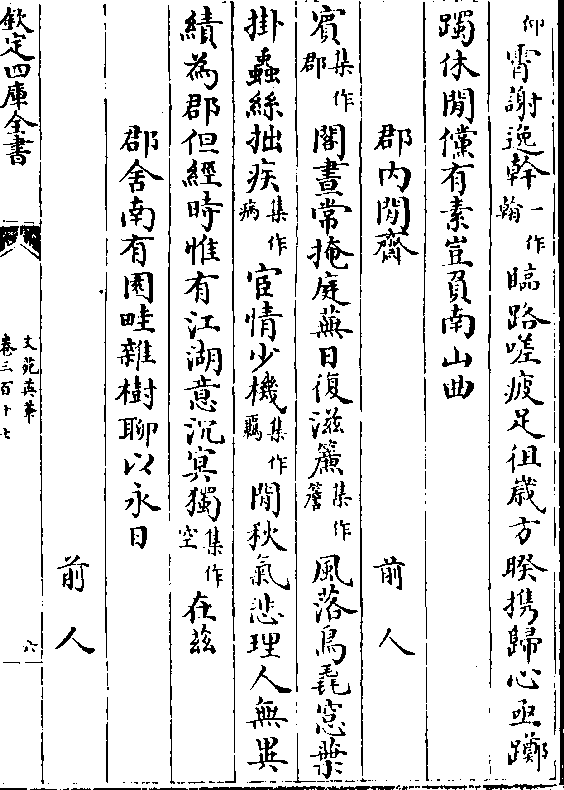 仰霄謝逸幹一作翰臨路嗟疲足徂歲方暌携歸心亟躑
躅休閒儻有素豈負南山曲
郡内閒齋 前人
賓集作郡閣晝常掩庭蕪日復滋簾集作簷風落鳥毳窓葉
掛蟲絲拙疾集作病宦情少機集作羈閒秋氣悲理人無異
績為郡但經時惟有江湖意沉冥獨集作空在兹
郡舍南有園畦雜樹聊以永日
前人
欽定四庫全書
文苑英華
卷三百十七
六